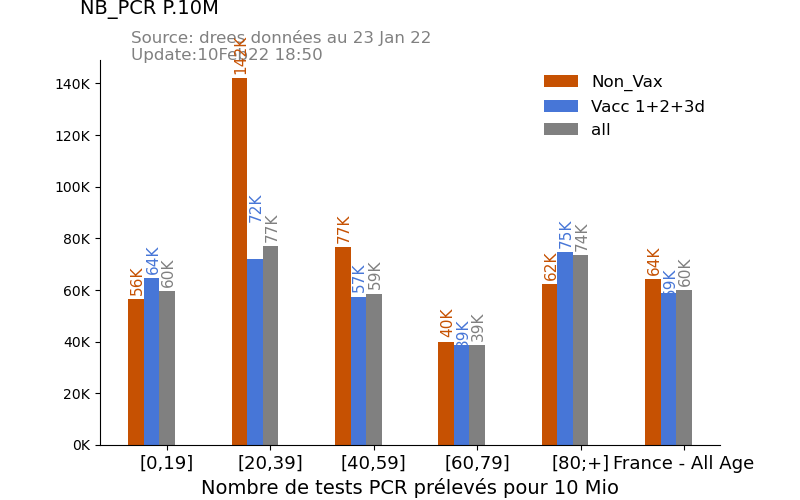 NB_PCR P.10M
Source: drees données au 23 Jan 22
Update:10Feb22 18:50
Non_Vax
Vacc 1+2+3d
all
140K
120K
100K
80K
60K
40K
20K
0K
56K 64K 60K
142K 72K 77K
77K 57K 59K
40K 39K 39K
62K 75K 74K
64K 59K 60K
[0,19] [20,39] [40,59] [60,79] [80;+] France - All Age
Nombre de tests PCR prélevés pour 10 Mio